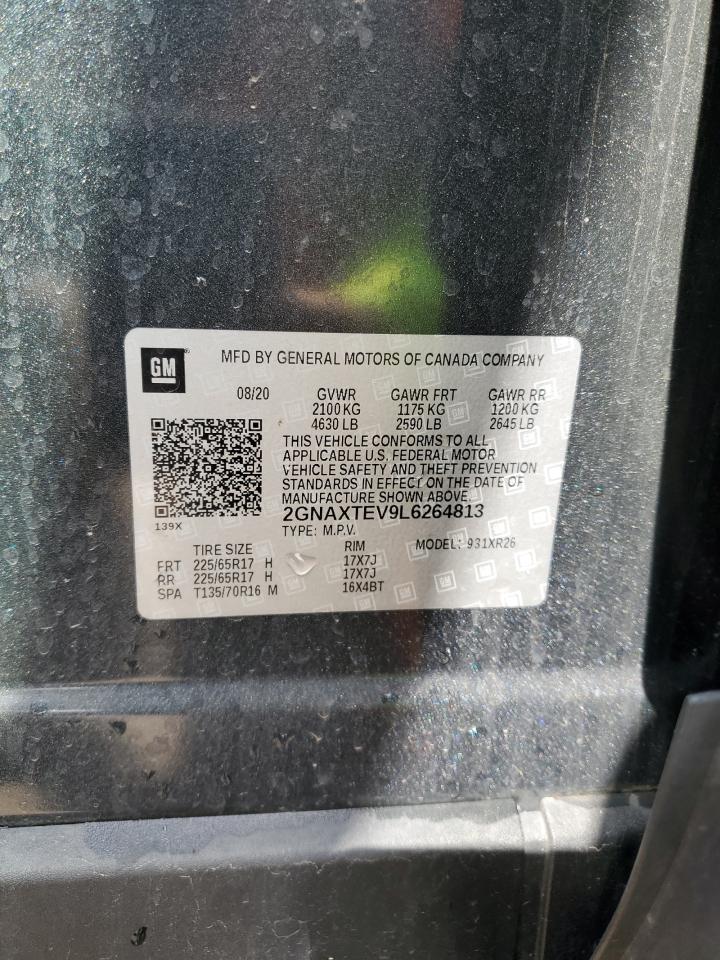 GM
MFD BY GENERAL MOTORS OF CANADA COMPANY
08/20 GVWR GAWR FRT GAWR RR
2100 KG 1175 KG 1200 KG
4630 LB 2590 LB 2645 LB
THIS VEHICLE CONFORMS TO ALL
APPLICABLE U.S. FEDERAL MOTOR
VEHICLE SAFETY AND THEFT PREVENTION
STANDARDS IN EFFECT ON THE DATE OF
MANUFACTURE SHOWN ABOVE.
2GNAXTEV9L6264813
139X
TYPE: M.P.V.
MODEL: 931XR26
TIRE SIZE RIM
FRT 225/65R17 H 17X7J
RR 225/65R17 H 17X7J
SPA T135/70R16 M 16X4BT